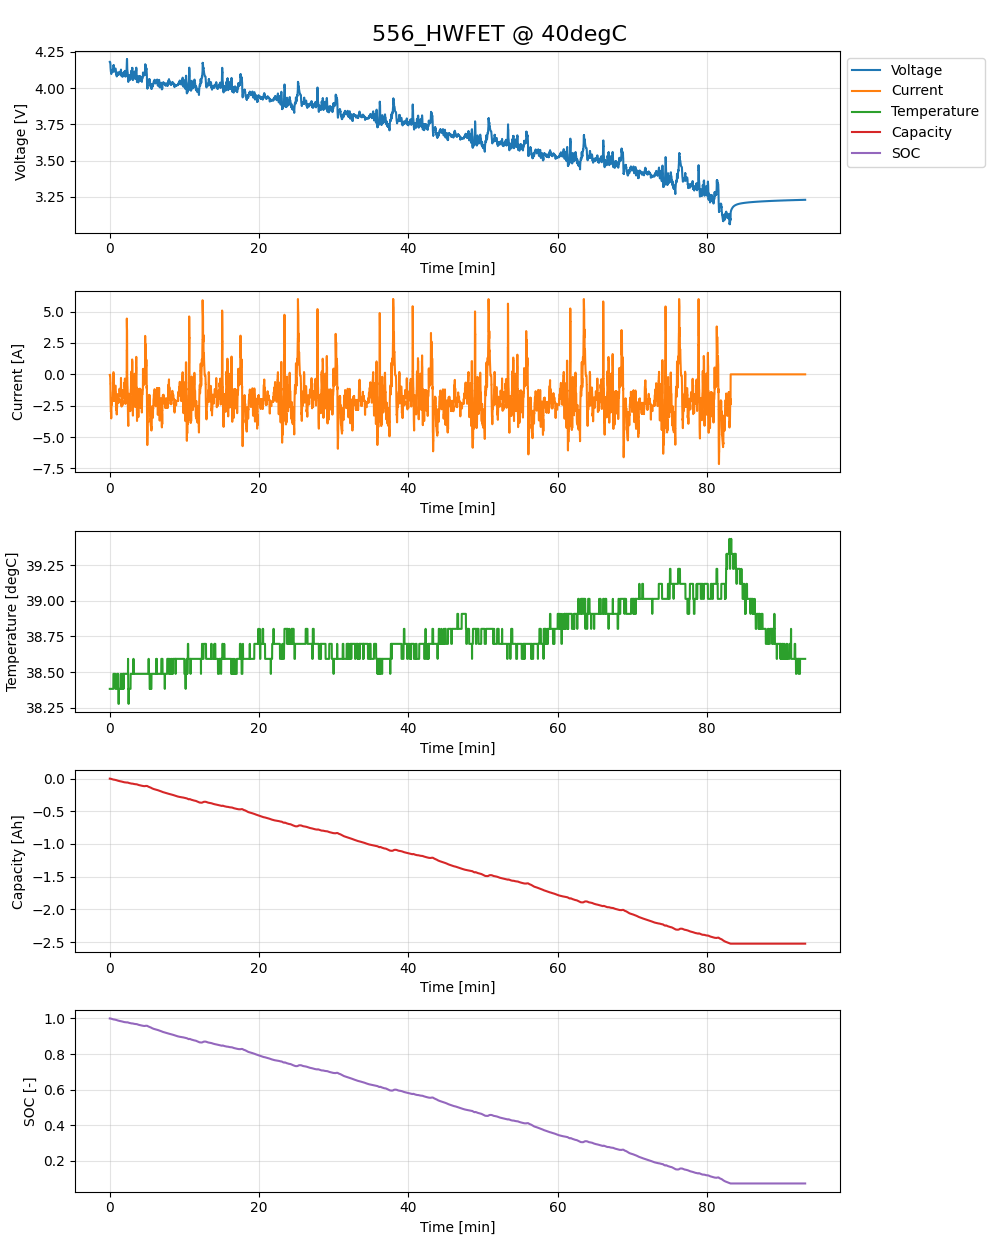 556_HWFET @ 40degC
4.25
4.00
3.75
3.50
3.25
Voltage [V]
0 20 40 60 80
Time [min]
Voltage
Current
Temperature
Capacity
SOC
5.0
2.5
0.0
−2.5
−5.0
−7.5
Current [A]
0 20 40 60 80
Time [min]
39.25
39.00
38.75
38.50
38.25
Temperature [degC]
0 20 40 60 80
Time [min]
0.0
−0.5
−1.0
−1.5
−2.0
−2.5
Capacity [Ah]
0 20 40 60 80
Time [min]
1.0
0.8
0.6
0.4
0.2
SOC [-]
0 20 40 60 80
Time [min]